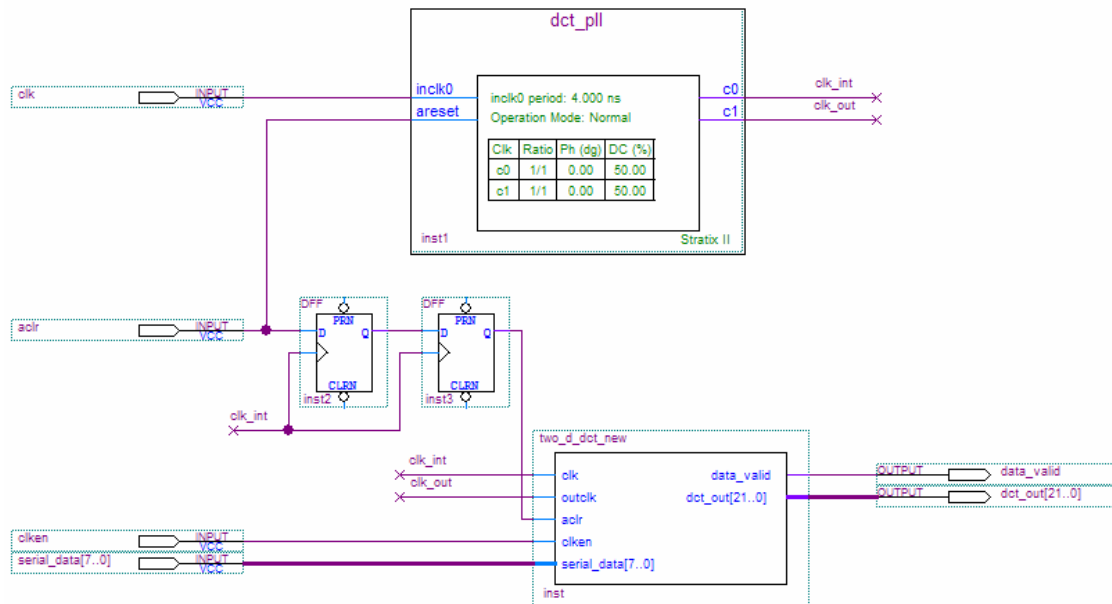 dct_pll
clk
INPUT
VCC
inclk0
areset
inclk0 period: 4.000 ns
Operation Mode: Normal
Clk Ratio Ph (dg) DC (%)
c0 1/1 0.00 50.00
c1 1/1 0.00 50.00
c0
c1
clk_int
clk_out
inst1
Stratix II
aclr
INPUT
VCC
DFF
PRN
D Q
CLRN
inst2
DFF
PRN
D Q
CLRN
inst3
clk_int
two_d_dct_new
clk_int
clk_out
clk
outclk
aclr
clken
serial_data[7..0]
data_valid
dct_out[21..0]
inst
OUTPUT
data_valid
OUTPUT
dct_out[21..0]
clken
INPUT
VCC
serial_data[7..0]
INPUT
VCC